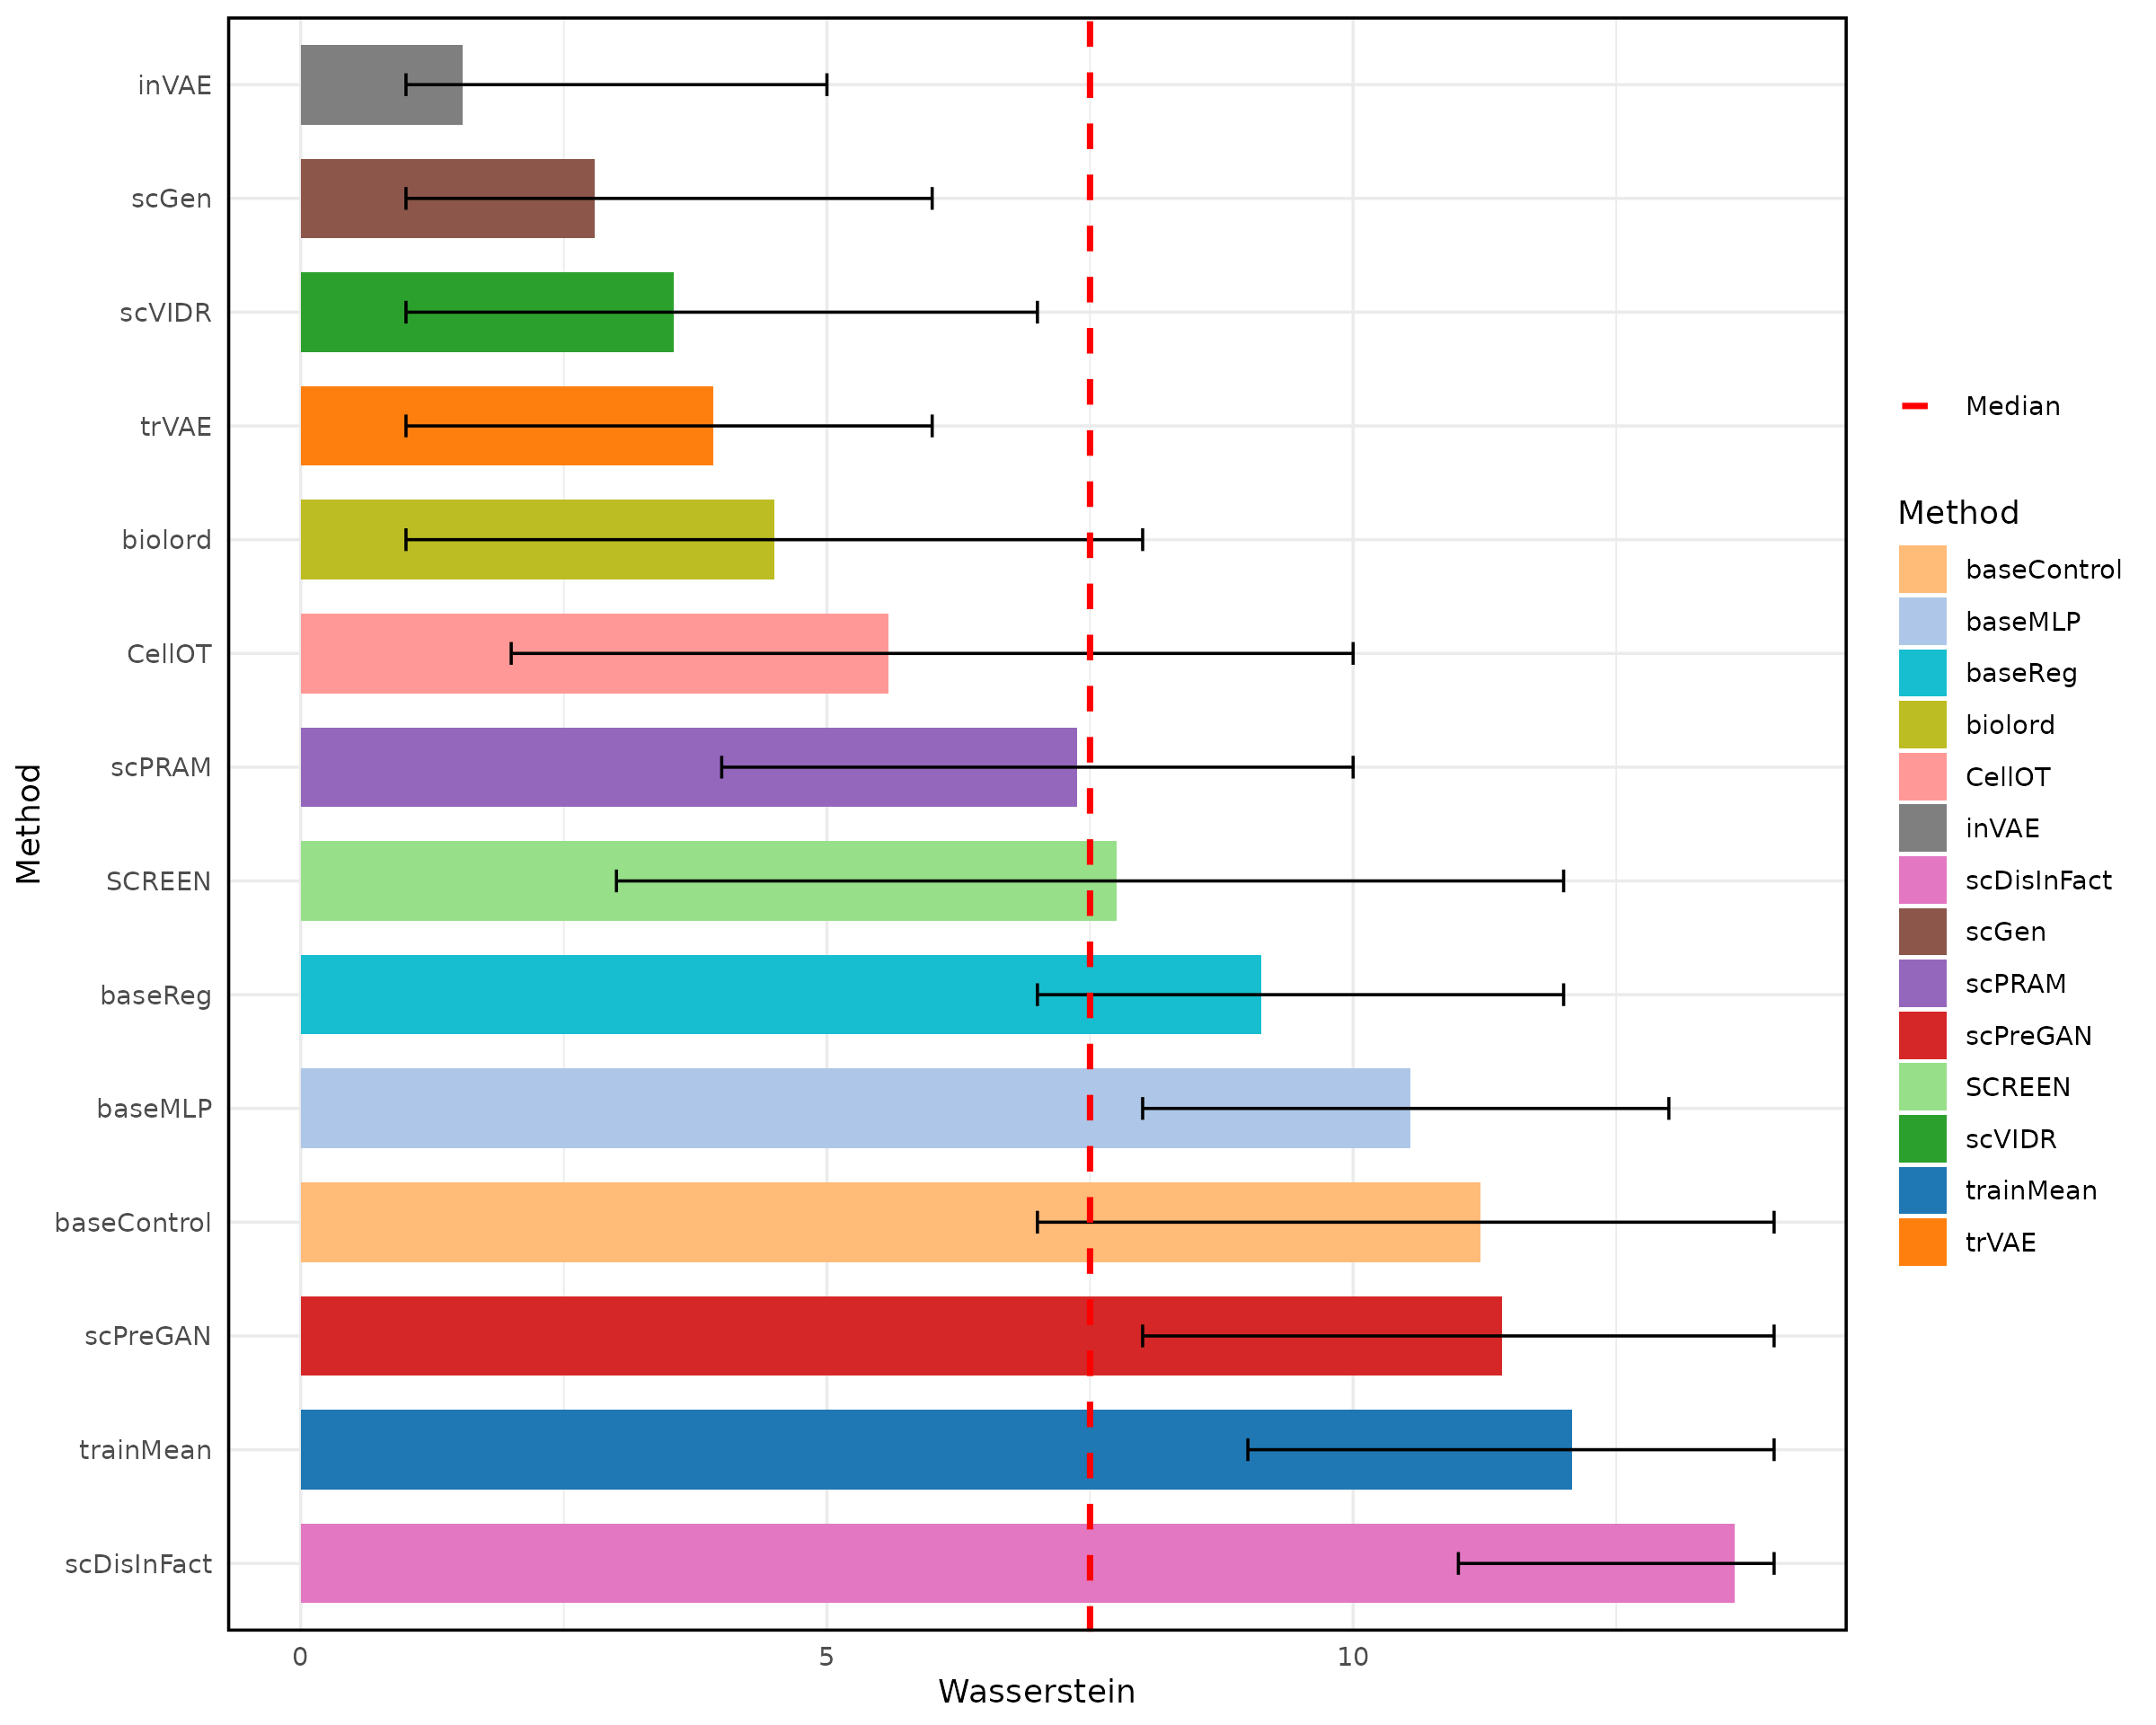 Method
inVAE
scGen
scVIDR
trVAE
biolord
CellOT
scPRAM
SCREEN
baseReg
baseMLP
baseControl
scPreGAN
trainMean
scDisInFact
0 5 10
Wasserstein
Median
Method
baseControl
baseMLP
baseReg
biolord
CellOT
inVAE
scDisInFact
scGen
scPRAM
scPreGAN
SCREEN
scVIDR
trainMean
trVAE